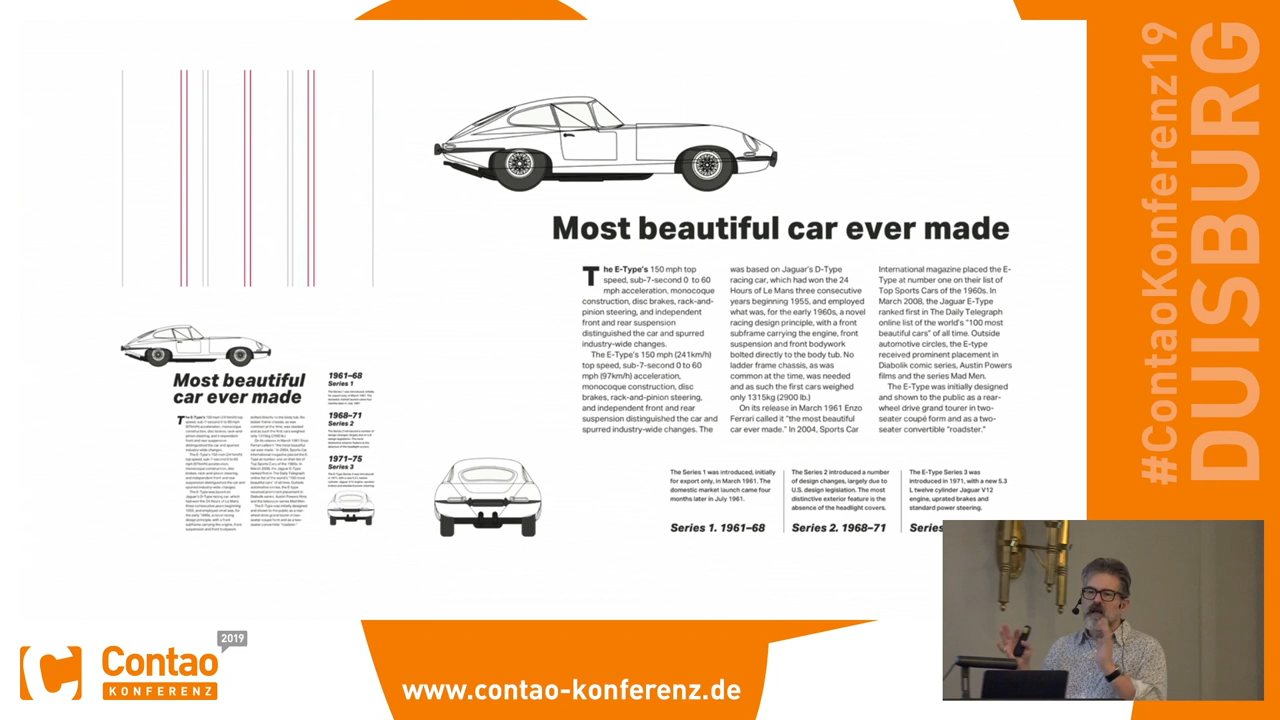 Most beautiful car ever made
The E-Type's 150 mph top
speed, sub-7-second 0 to 60
mph acceleration, monocoque
construction, disc brakes, rack-and-
pinion steering, and independent
front and rear suspension
distinguished the car and spurred
industry-wide changes.
The E-Type's 150 mph (241km/h)
top speed, sub-7-second 0 to 60
mph (97km/h) acceleration,
monocoque construction, disc
brakes, rack-and-pinion steering,
and independent front and rear
suspension distinguished the car and
spurred industry-wide changes. The
was based on Jaguar's D-Type
racing car, which had won the 24
Hours of Le Mans three consecutive
years beginning 1955, and employed
what was, for the early 1960s, a novel
racing design principle, with a front
subframe carrying the engine, front
suspension and front bodywork
bolted directly to the body tub. No
ladder frame chassis, as was
common at the time, was needed
and as such the first cars weighed
only 1315kg (2900 lb.)
On its release in March 1961 Enzo
Ferrari called it "the most beautiful
car ever made." In 2004, Sports Car
International magazine placed the E-
Type at number one on their list of
Top Sports Cars of the 1960s. In
March 2008, the Jaguar E-Type
ranked first in The Daily Telegraph
online list of the world's "100 most
beautiful cars" of all time. Outside
automotive circles, the E-type
received prominent placement in
Diabolik comic series, Austin Powers
films and the series Mad Men.
The E-Type was initially designed
and shown to the public as a rear-
wheel drive grand tourer in two-
seater coupé form and as a two-
seater convertible "roadster."
Most beautiful
car ever made
1961–68
Series 1
1968–71
Series 2
1971–75
Series 3
The Series 1 was introduced, initially
for export only, in March 1961. The
domestic market launch came four
months later in July 1961.
Series 1. 1961–68
The Series 2 introduced a number
of design changes, largely due to
U.S. design legislation. The most
distinctive exterior feature is the
absence of the headlight covers.
Series 2. 1968–71
The E-Type Series 3 was
introduced in 1971, with a new 5.3
L twelve cylinder Jaguar V12
engine, uprated brakes and
standard power steering.
Series
#ContaoKonferenz19
DUISBURG
2019
Contao
KONFERENZ
www.contao-konferenz.de